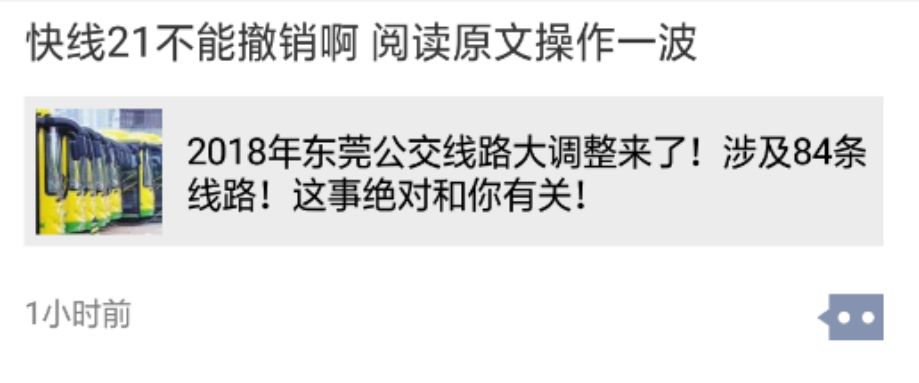 快线21不能撤销啊 阅读原文操作一波
2018年东莞公交线路大调整来了！涉及84条
线路！这事绝对和你有关！
1小时前